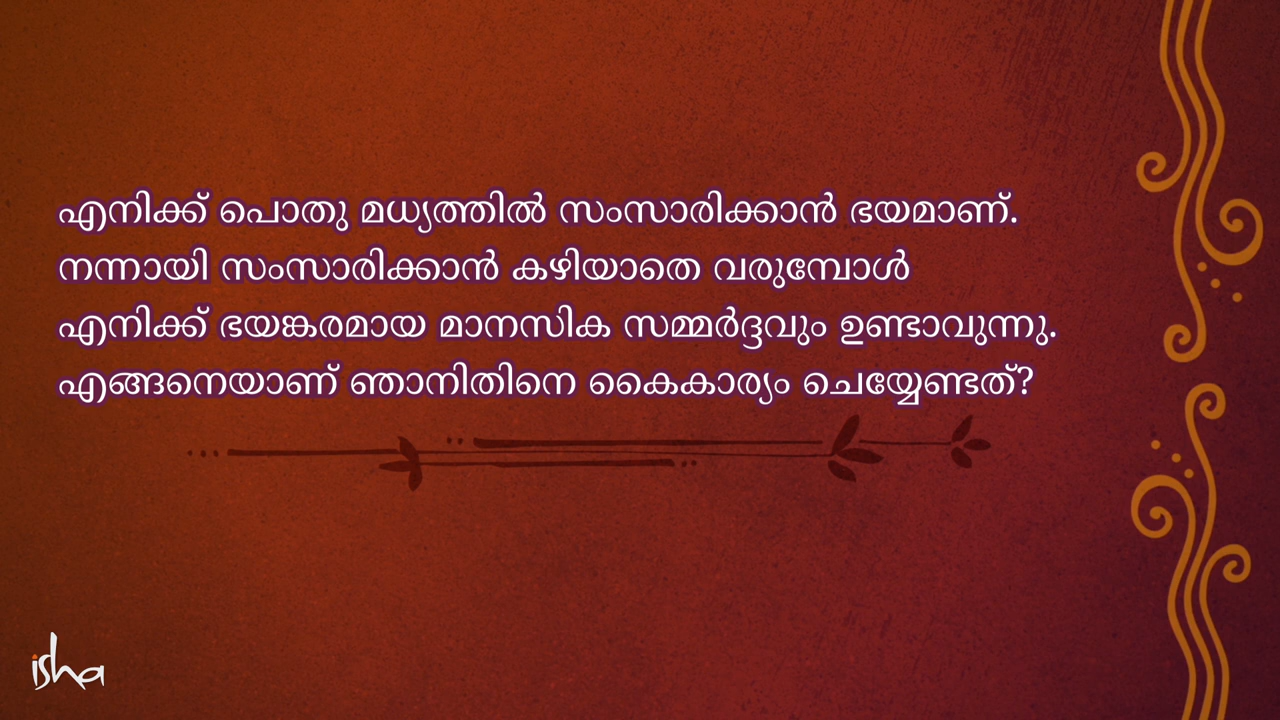 എനിക്ക് പൊതു മധ്യത്തിൽ സംസാരിക്കാൻ ഭയമാണ്.
നന്നായി സംസാരിക്കാൻ കഴിയാതെ വരുമ്പോൾ
എനിക്ക് ഭയങ്കരമായ മാനസിക സമ്മർദ്ദവും ഉണ്ടാവുന്നു.
എങ്ങനെയാണ് ഞാനിതിനെ കൈകാര്യം ചെയ്യേണ്ടത്?
isha